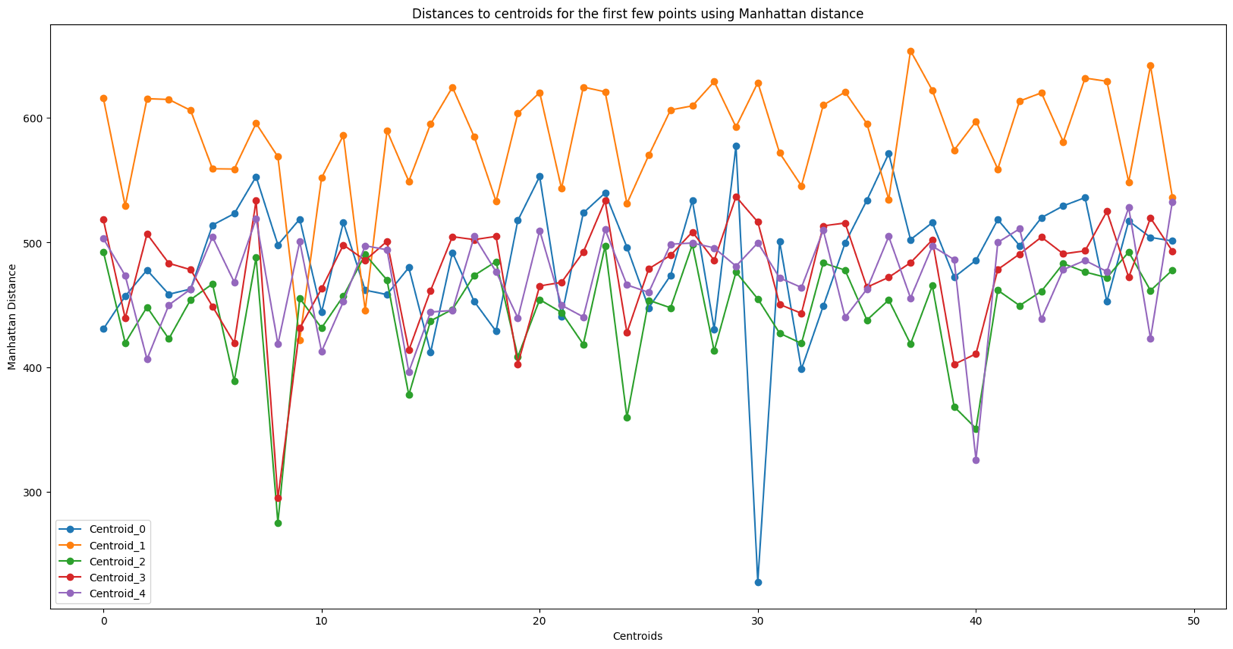 Distances to centroids for the first few points using Manhattan distance
Manhattan Distance
600
500
400
300
Centroid_0
Centroid_1
Centroid_2
Centroid_3
Centroid_4
0 10 20 30 40 50
Centroids